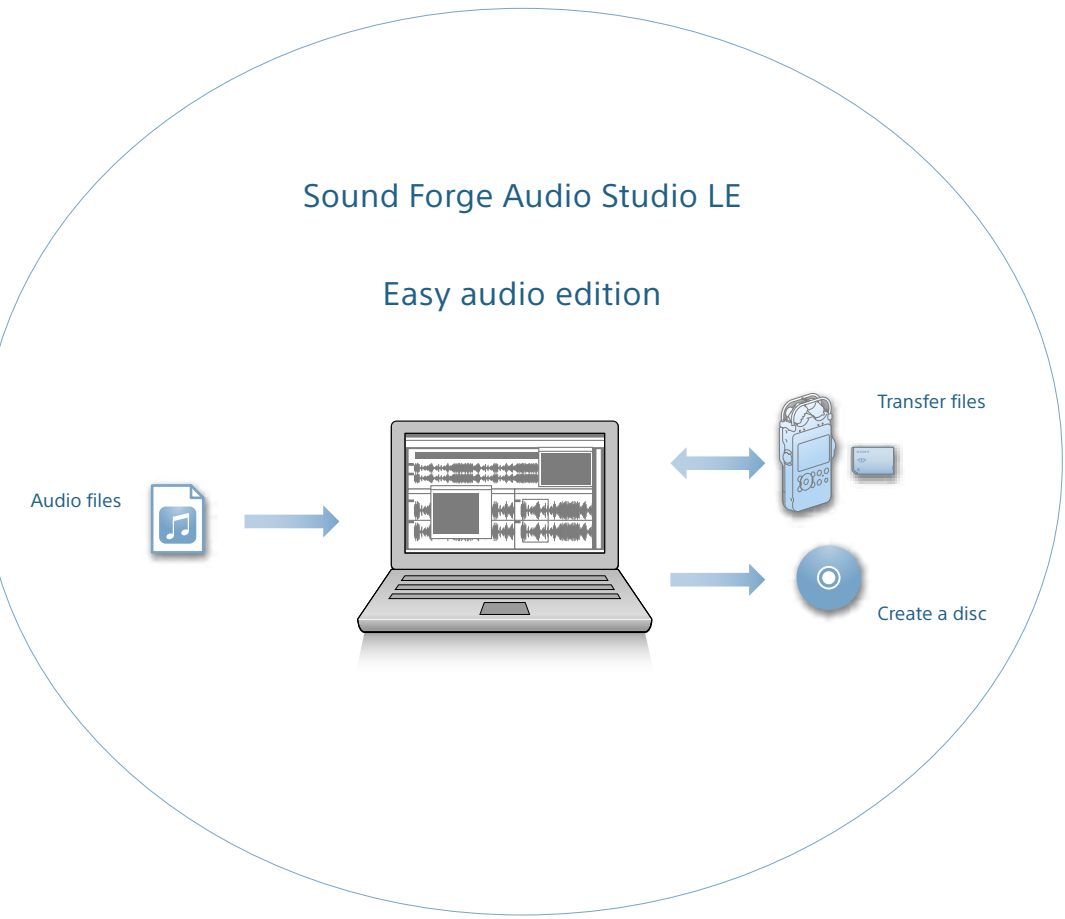 Sound Forge Audio Studio LE
Easy audio edition
Transfer files
Audio files
Create a disc